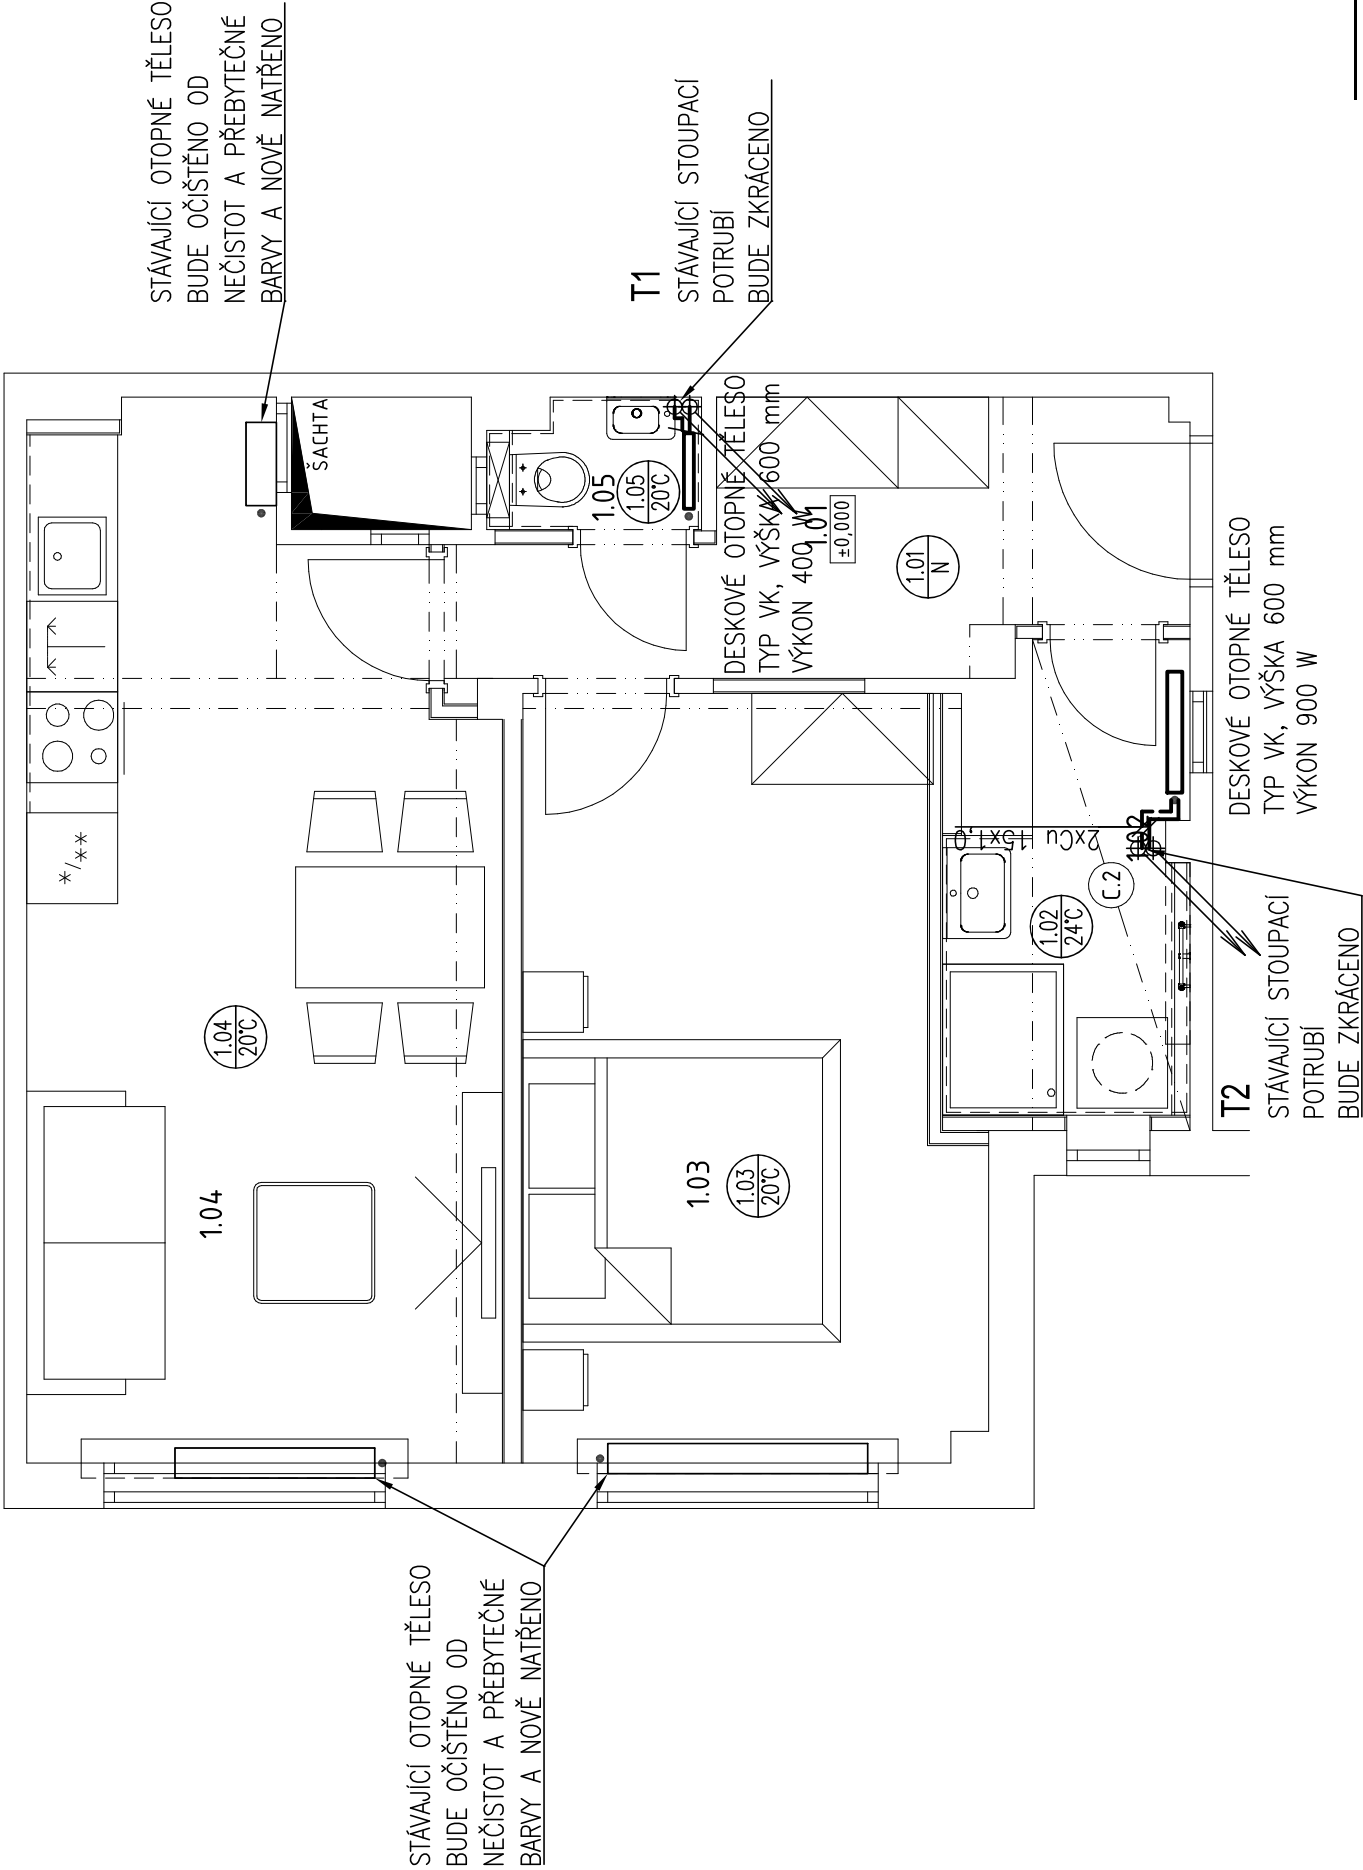 STÁVAJÍCÍ OTOPNÉ TĚLESO
BUDE OČIŠTĚNO OD
NEČISTOT A PŘEBYTEČNÉ
BARVY A NOVĚ NATŘENO
T1
STÁVAJÍCÍ STOUPACÍ
POTRUBÍ
BUDE ZKRÁCENO
ŠACHTA
1.05
1.05
20°C
DESKOVÉ OTOPNÉ TĚLESO
TYP VK, VÝŠKA 600 mm
VÝKON 400 W
1.01
±0,000
1.01
N
DESKOVÉ OTOPNÉ TĚLESO
TYP VK, VÝŠKA 600 mm
VÝKON 900 W
*/**
2xCu 15x1,0
1.02
C.2
1.02
24°C
1.04
20°C
1.04
1.03
1.03
20°C
T2
STÁVAJÍCÍ STOUPACÍ
POTRUBÍ
BUDE ZKRÁCENO
STÁVAJÍCÍ OTOPNÉ TĚLESO
BUDE OČIŠTĚNO OD
NEČISTOT A PŘEBYTEČNÉ
BARVY A NOVĚ NATŘENO